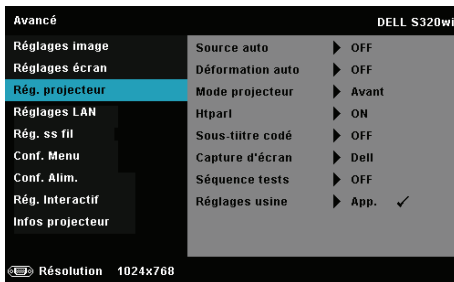 Avancé DELL S320wi
Réglages image
Réglages écran
Rég. projecteur
Réglages LAN
Rég. ss fil
Conf. Menu
Conf. Alim.
Rég. Interactif
Infos projecteur
Source auto OFF
Déformation auto OFF
Mode projecteur Avant
Htparl ON
Sous-tiitre codé OFF
Capture d'écran Dell
Séquence tests OFF
Réglages usine App. ✓
Résolution 1024x768